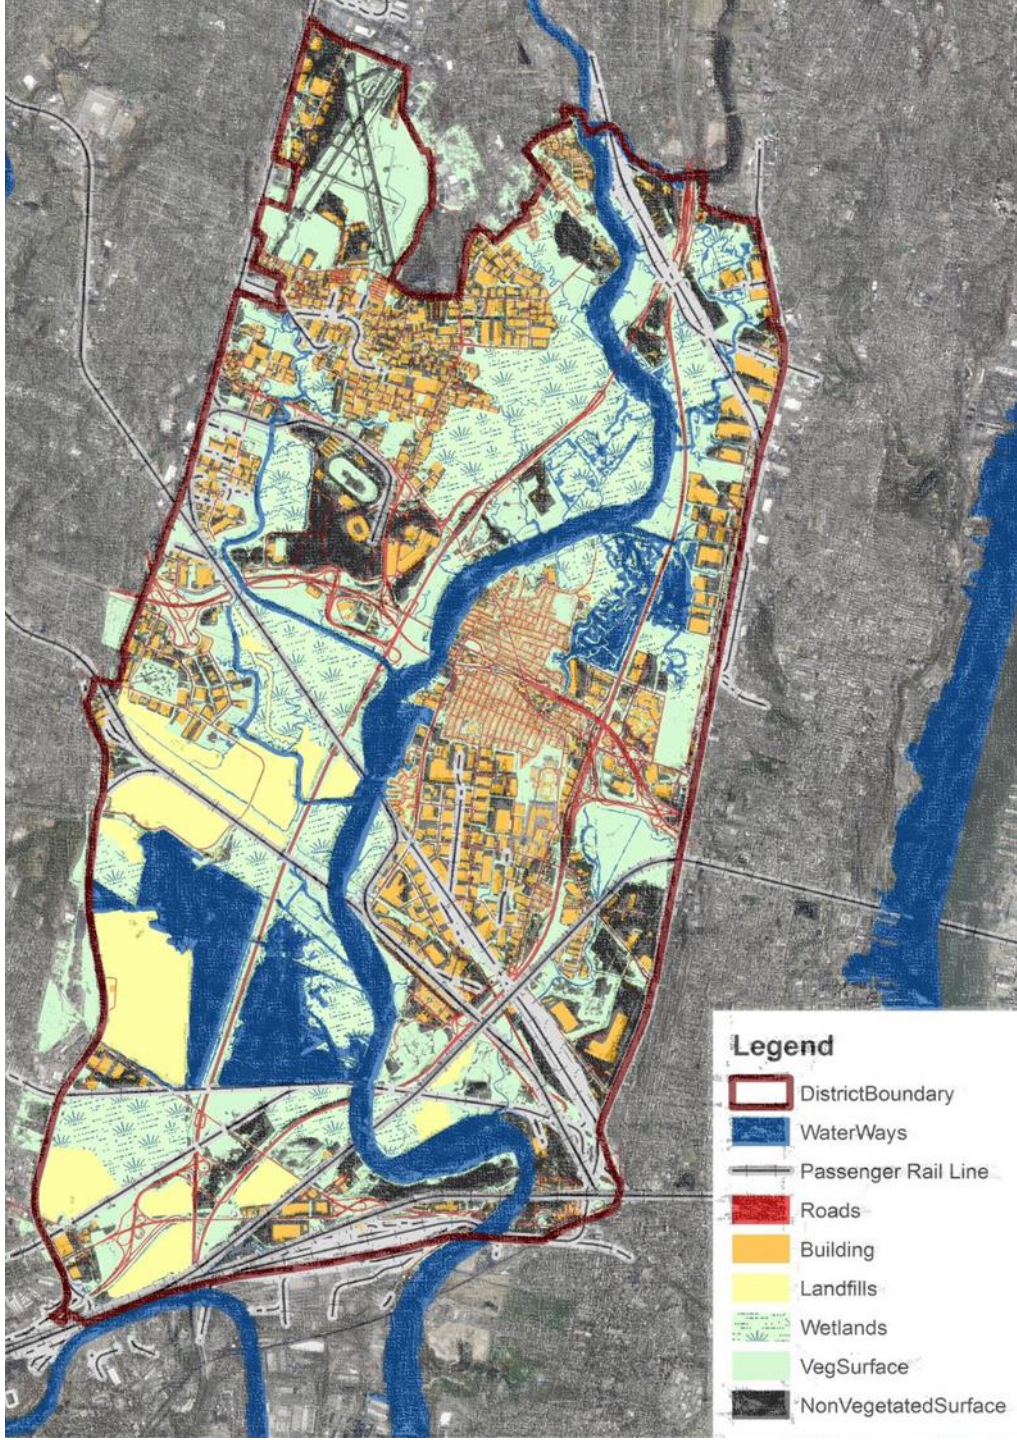 Legend
DistrictBoundary
WaterWays
Passenger Rail Line
Roads
Building
Landfills
Wetlands
VegSurface
NonVegetatedSurface